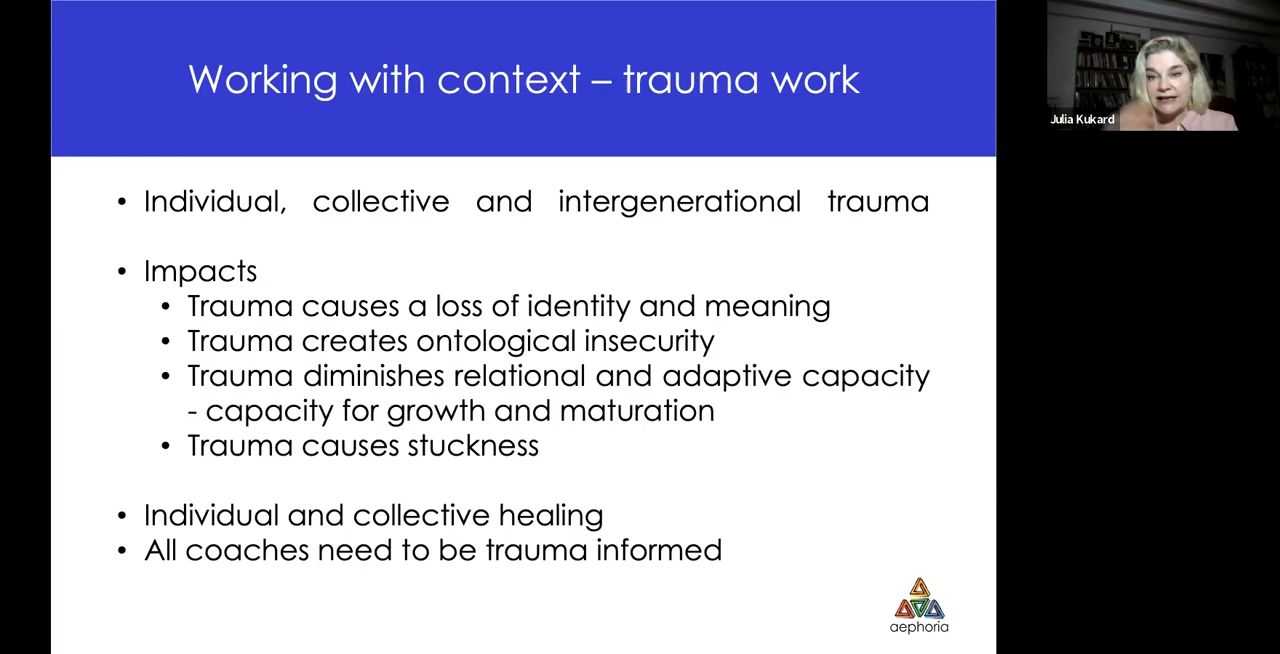 Working with context – trauma work
Julia Kukard
• Individual, collective and intergenerational trauma
• Impacts
• Trauma causes a loss of identity and meaning
• Trauma creates ontological insecurity
• Trauma diminishes relational and adaptive capacity
- capacity for growth and maturation
• Trauma causes stuckness
• Individual and collective healing
• All coaches need to be trauma informed
aephoria